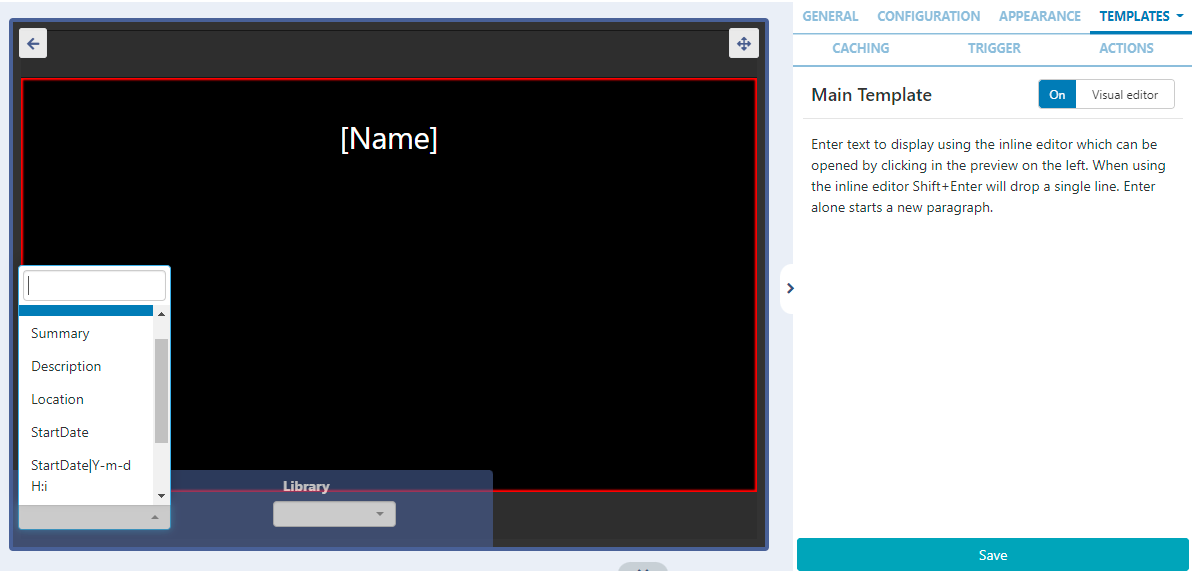 GENERAL CONFIGURATION APPEARANCE TEMPLATES
CACHING TRIGGER ACTIONS
Main Template
On Visual editor
Enter text to display using the inline editor which can be
opened by clicking in the preview on the left. When using
the inline editor Shift+Enter will drop a single line. Enter
alone starts a new paragraph.
[Name]
Summary
Description
Location
StartDate
StartDate|Y-m-d
H:i
Library
Save